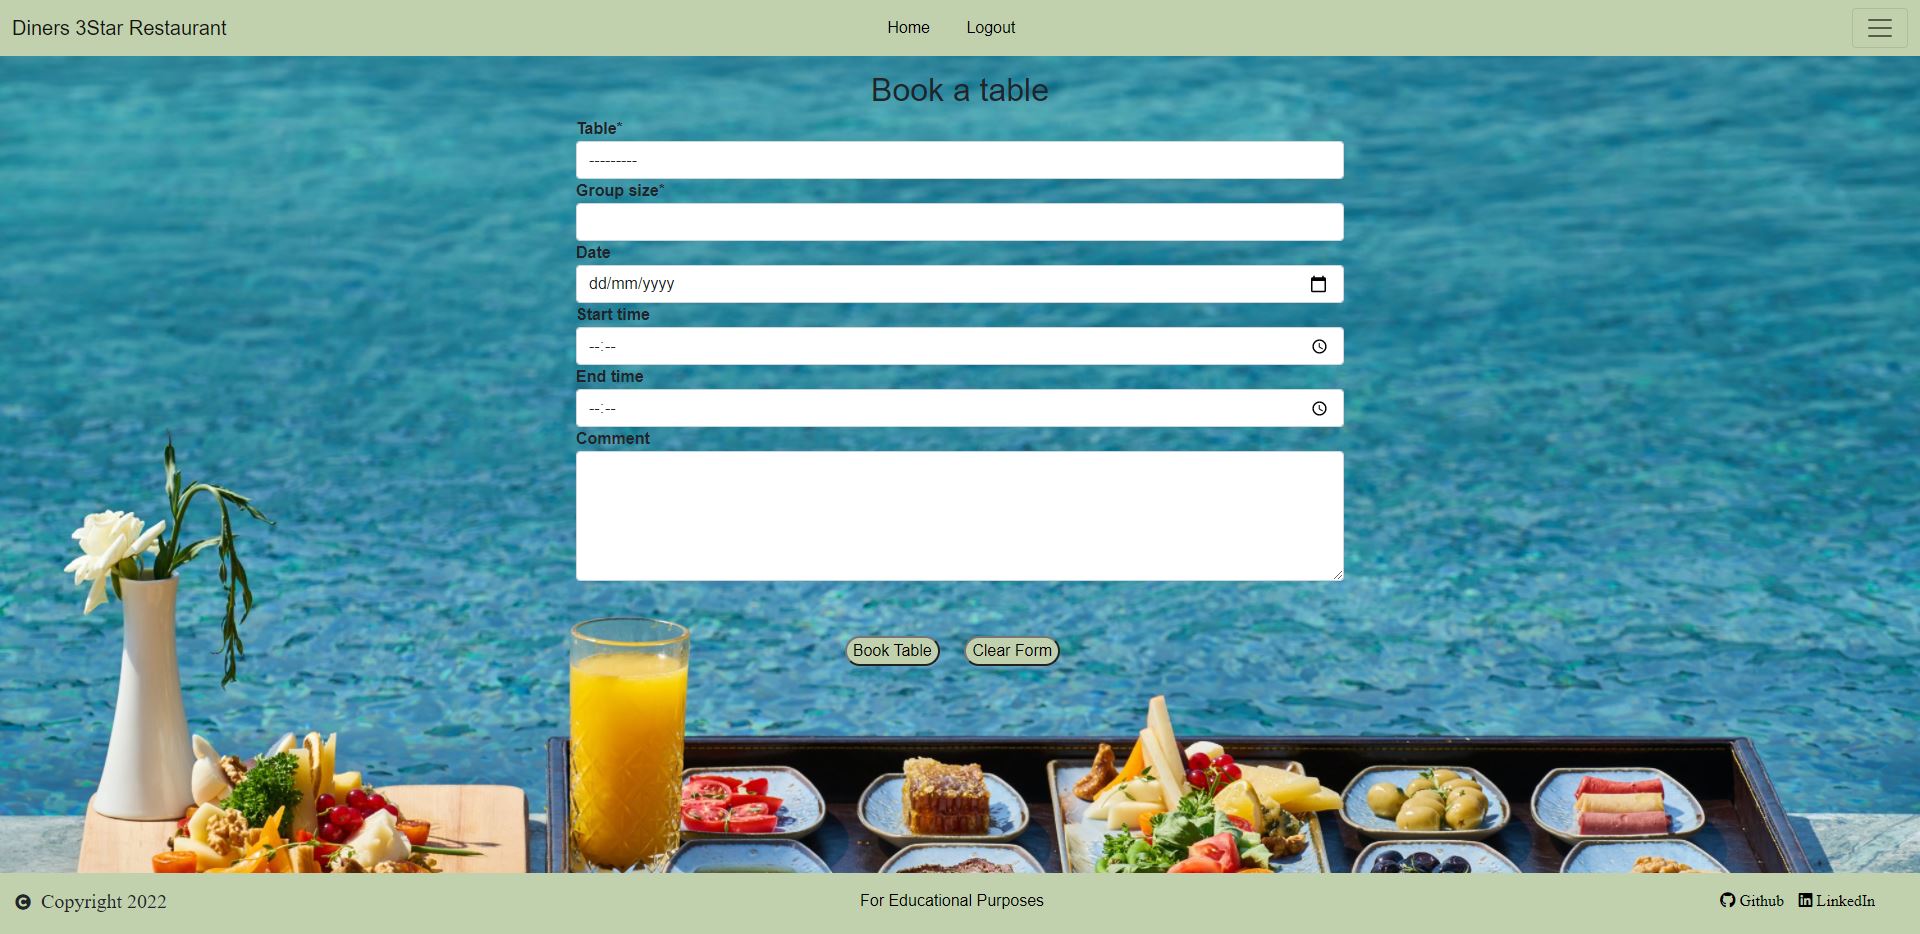 Diners 3Star Restaurant
Home
Logout
Book a table
Table*
---------
Group size*
Date
dd/mm/yyyy
Start time
--:--
End time
--:--
Comment
Book Table
Clear Form
Copyright 2022
For Educational Purposes
Github
LinkedIn